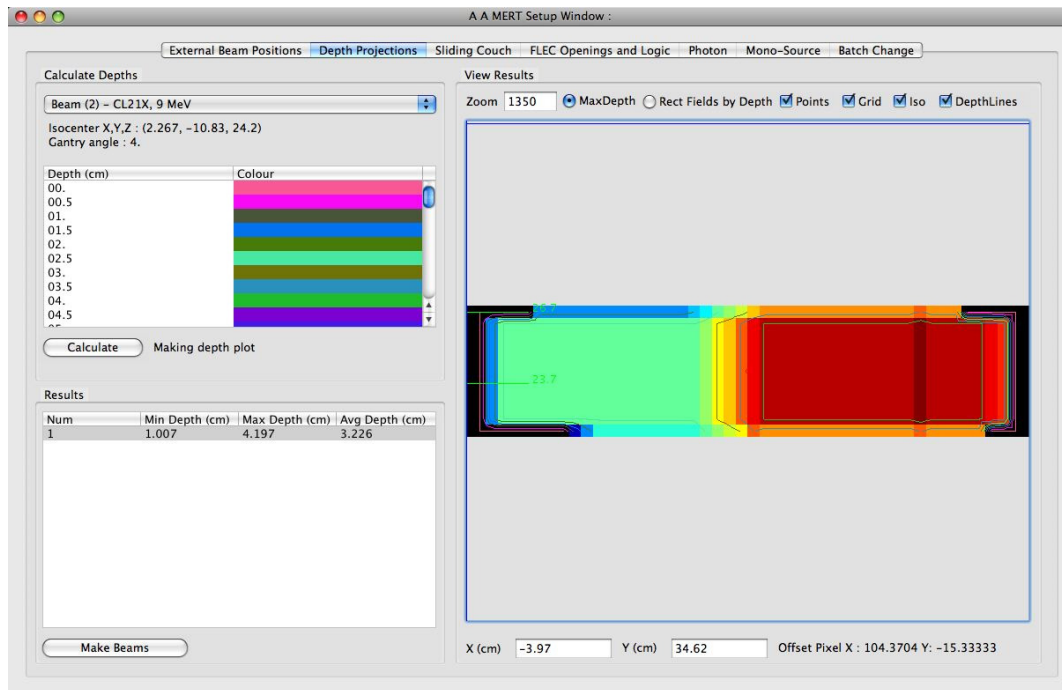 A A MERT Setup Window :
External Beam Positions Depth Projections Sliding Couch FLEC Openings and Logic Photon Mono-Source Batch Change
Calculate Depths
Beam (2) - CL21X, 9 MeV
Isocenter X,Y,Z : (2.267, -10.83, 24.2)
Gantry angle : 4.
Depth (cm) Colour
00.
00.5
01.
01.5
02.
02.5
03.
03.5
04.
04.5
Calculate Making depth plot
Results
Num Min Depth (cm) Max Depth (cm) Avg Depth (cm)
1 1.007 4.197 3.226
Make Beams
View Results
Zoom 1350 MaxDepth Rect Fields by Depth Points Grid Iso DepthLines
26.7
23.7
X (cm) -3.97 Y (cm) 34.62 Offset Pixel X : 104.3704 Y: -15.33333